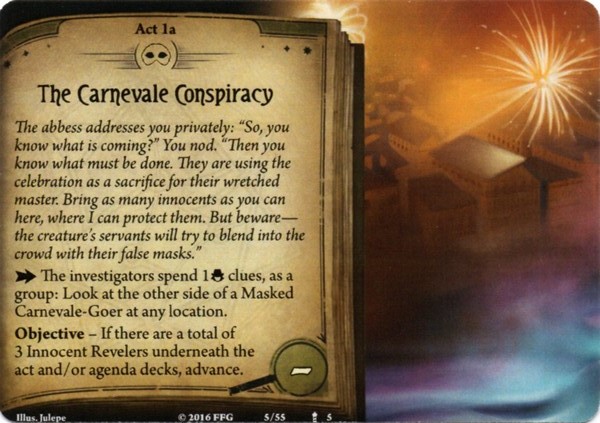 Act 1a
The Carnevale Conspiracy
The abbess addresses you privately: “So, you
know what is coming?” You nod. “Then you
know what must be done. They are using the
celebration as a sacrifice for their wretched
master. Bring as many innocents as you can
here, where I can protect them. But beware—
the creature’s servants will try to blend into the
crowd with their false masks.”
The investigators spend 1 clues, as a
group: Look at the other side of a Masked
Carnevale-Goer at any location.
Objective – If there are a total of
3 Innocent Revelers underneath the
act and/or agenda decks, advance.
–
Illus. Julepe © 2016 FFG 5/55 5